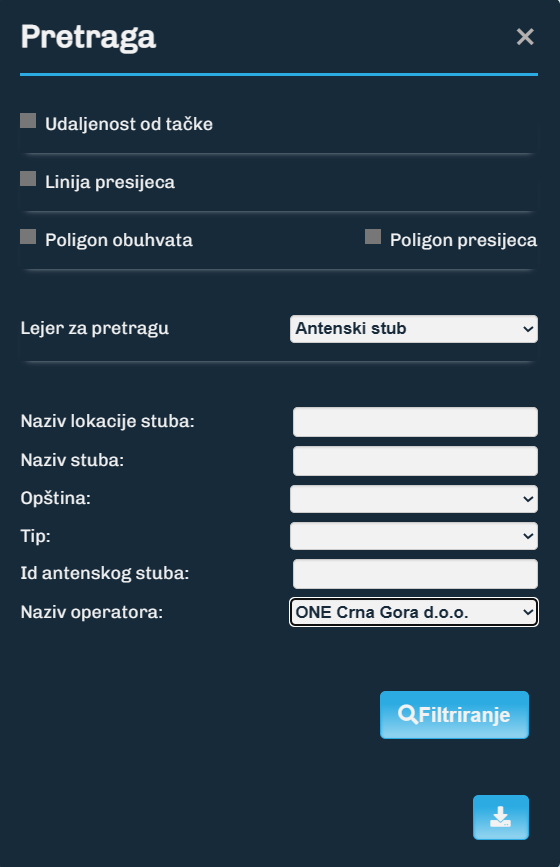 Pretraga
Udaljenost od tačke
Linija presijeca
Poligon obuhvata
Poligon presijeca
Lejer za pretragu
Antenski stub
Naziv lokacije stuba:
Naziv stuba:
Opština:
Tip:
Id antenskog stuba:
Naziv operatora:
ONE Crna Gora d.o.o.
Filtriranje